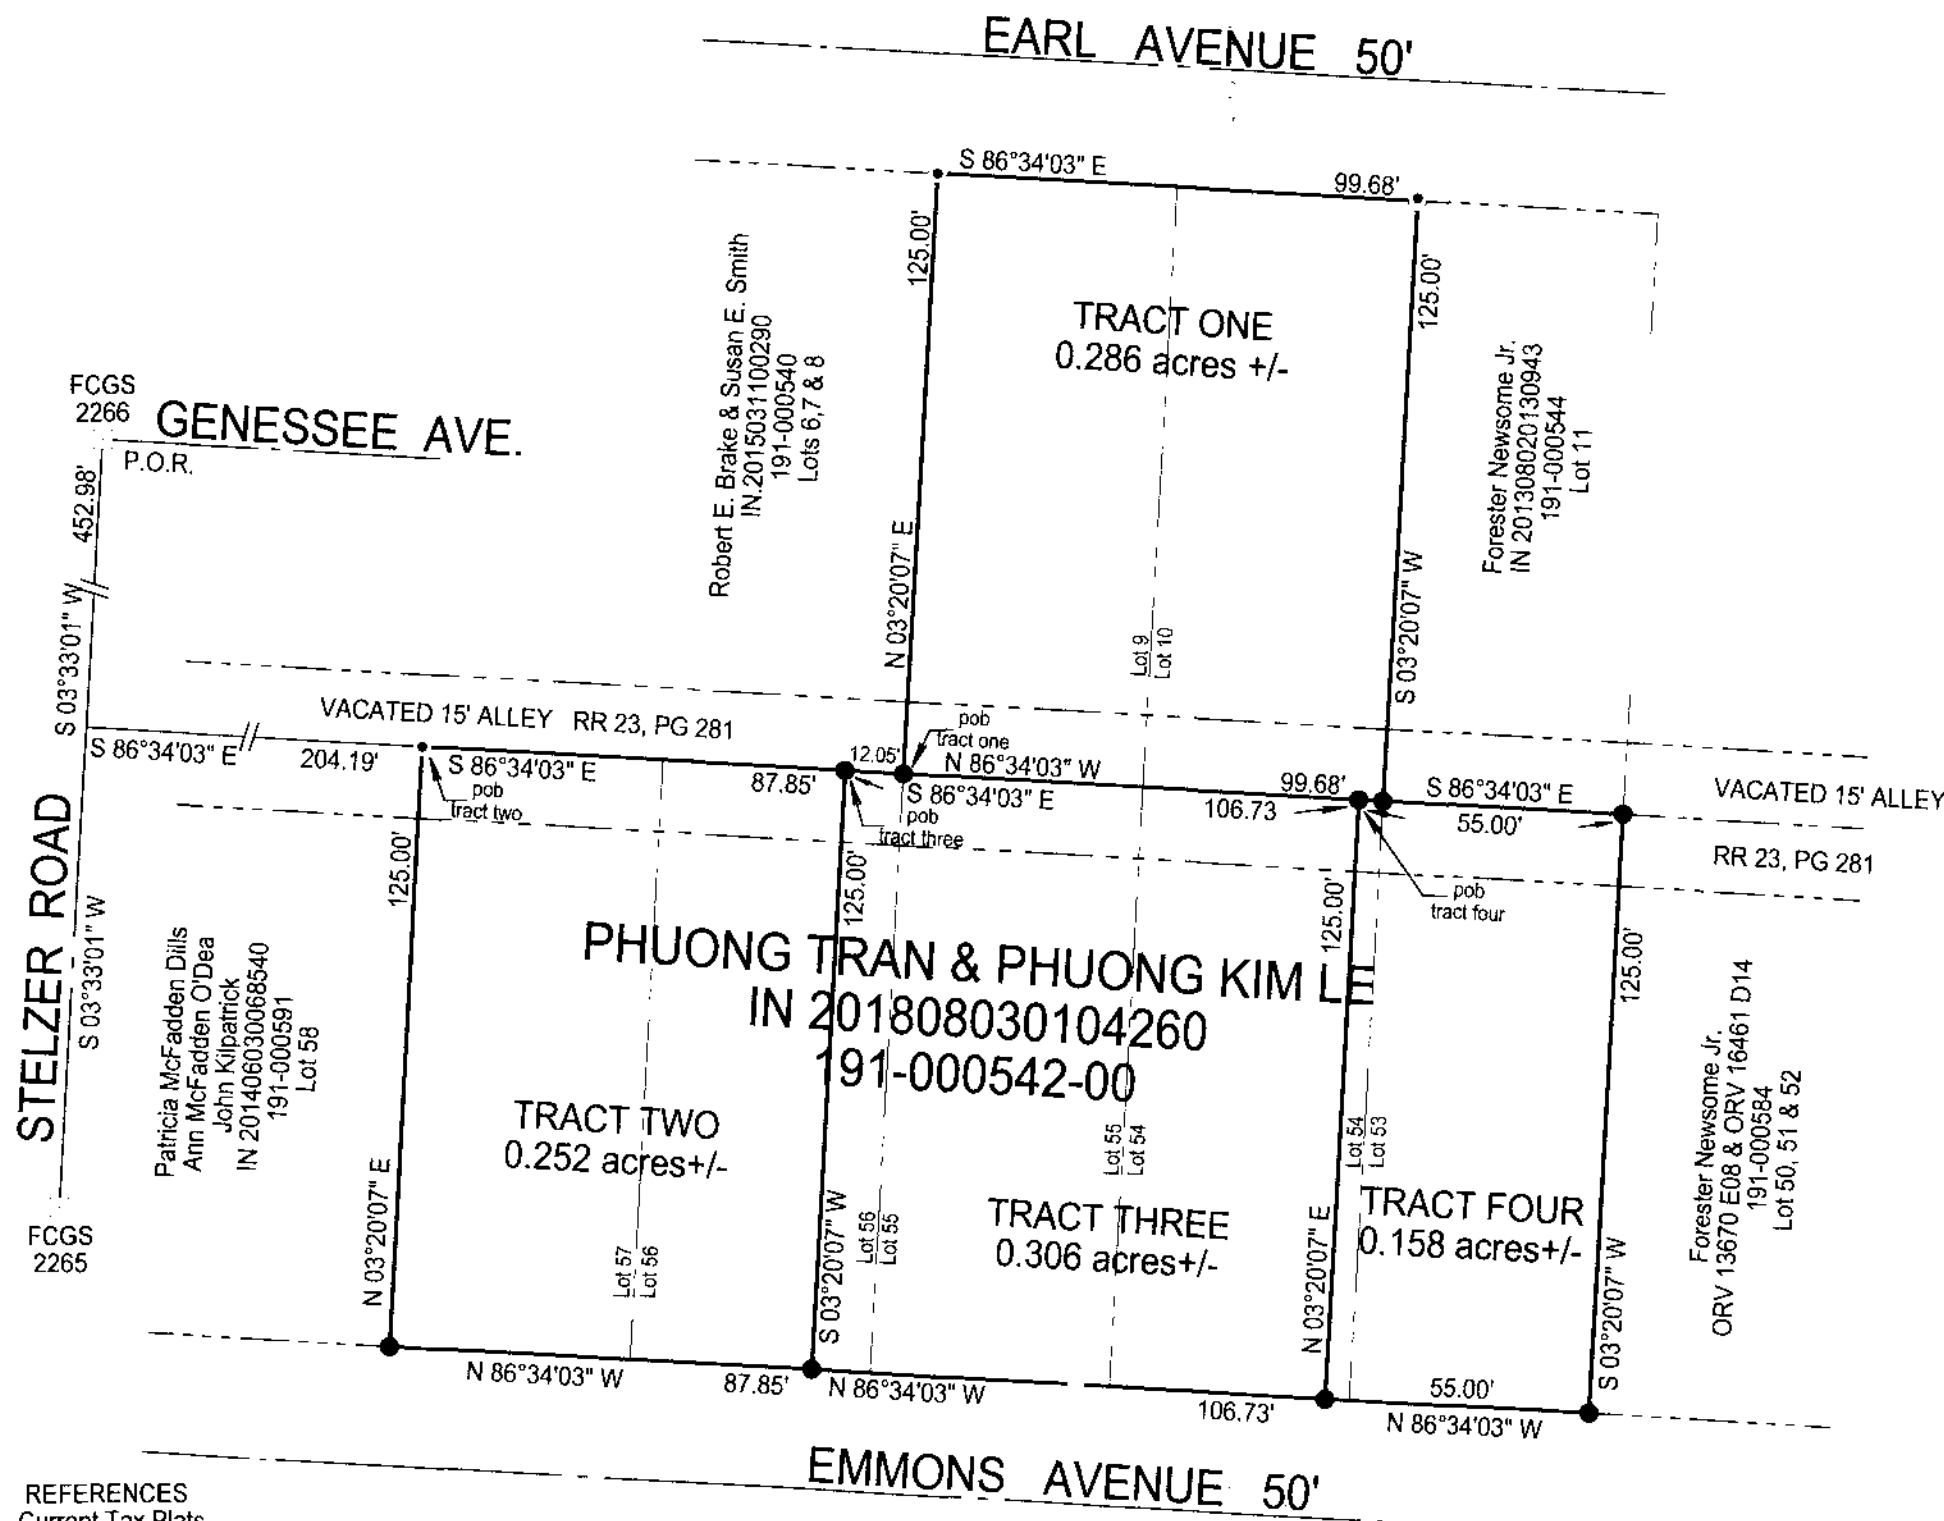 EARL AVENUE 50'
S 86°34'03" E
99.68'
125.00'
125.00'
TRACT ONE
0.286 acres +/-
Robert E. Brake & Susan E. Smith
IN.201503110029​0
191-000540
Lots 6,7 & 8
Forester Newsome Jr.
IN 201308020130943
191-000544
Lot 11
FCGS
2266
GENESSEE AVE.
P.O.R.
452.98'
S 03°33'01" W
N 03°20'07" E
S 03°20'07" W
Lot 9
Lot 10
VACATED 15' ALLEY RR 23, PG 281
S 86°34'03" E
204.19'
S 86°34'03" E
87.85'
pob
tract two
12.05'
pob
tract one
N 86°34'03" W
99.68'
S 86°34'03" E
106.73
pob
tract three
S 86°34'03" E
55.00'
VACATED 15' ALLEY
RR 23, PG 281
pob
tract four
125.00'
125.00'
125.00'
125.00'
STELZER ROAD
S 03°33'01" W
Patricia McFadden Dills
Ann McFadden O'Dea
John Kilpatrick
IN 201406030068540
191-000591
Lot 58
PHUONG TRAN & PHUONG KIM LE
IN 201808030104260
191-000542-00
TRACT TWO
0.252 acres+/-
Lot 57
Lot 56
Lot 56
Lot 55
Lot 55
Lot 54
Lot 54
Lot 53
TRACT THREE
0.306 acres+/-
TRACT FOUR
0.158 acres+/-
Forester Newsome Jr.
ORV 13670 E08 & ORV 16461 D14
191-000584
Lot 50, 51 & 52
FCGS
2265
N 03°20'07" E
S 03°20'07" W
N 03°20'07" E
S 03°20'07" W
N 86°34'03" W
87.85'
N 86°34'03" W
106.73'
55.00'
N 86°34'03" W
EMMONS AVENUE 50'
REFERENCES
Current Tax Plats